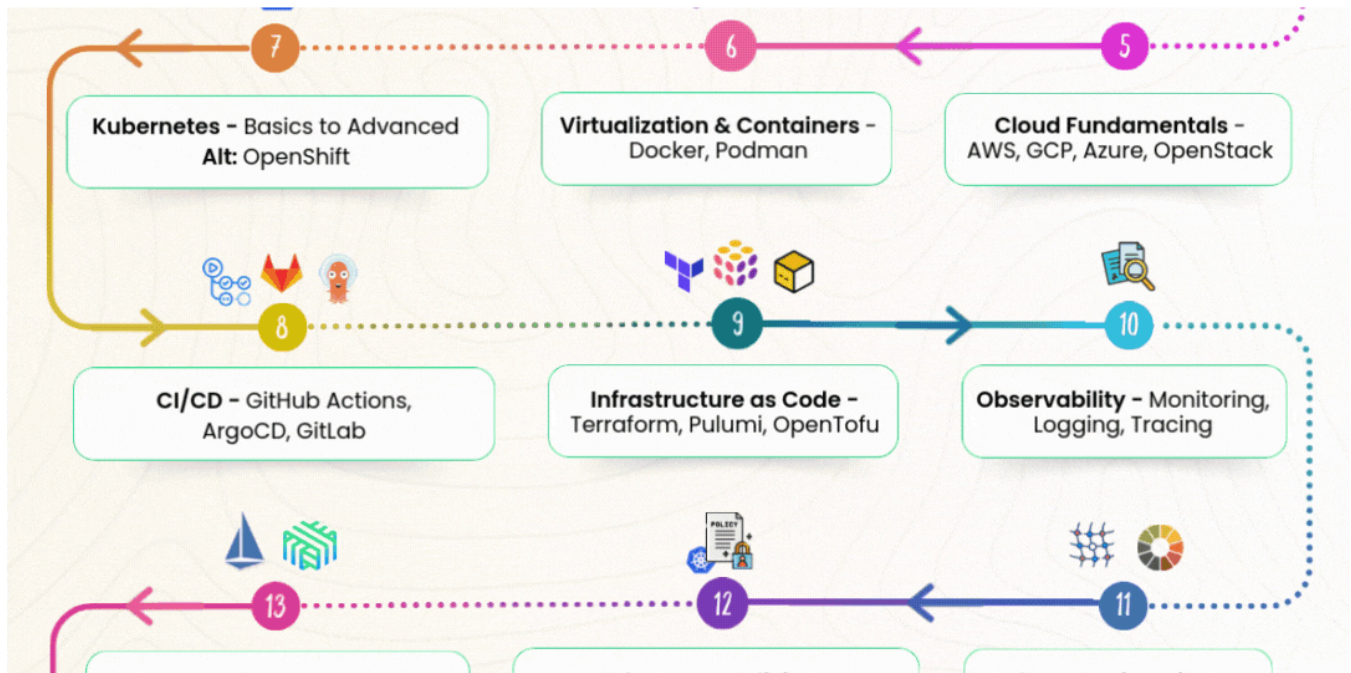 7
6
5
Kubernetes - Basics to Advanced
Alt: OpenShift
Virtualization & Containers -
Docker, Podman
Cloud Fundamentals -
AWS, GCP, Azure, OpenStack
8
9
10
CI/CD - GitHub Actions,
ArgoCD, GitLab
Infrastructure as Code -
Terraform, Pulumi, OpenTofu
Observability - Monitoring,
Logging, Tracing
POLICY
13
12
11